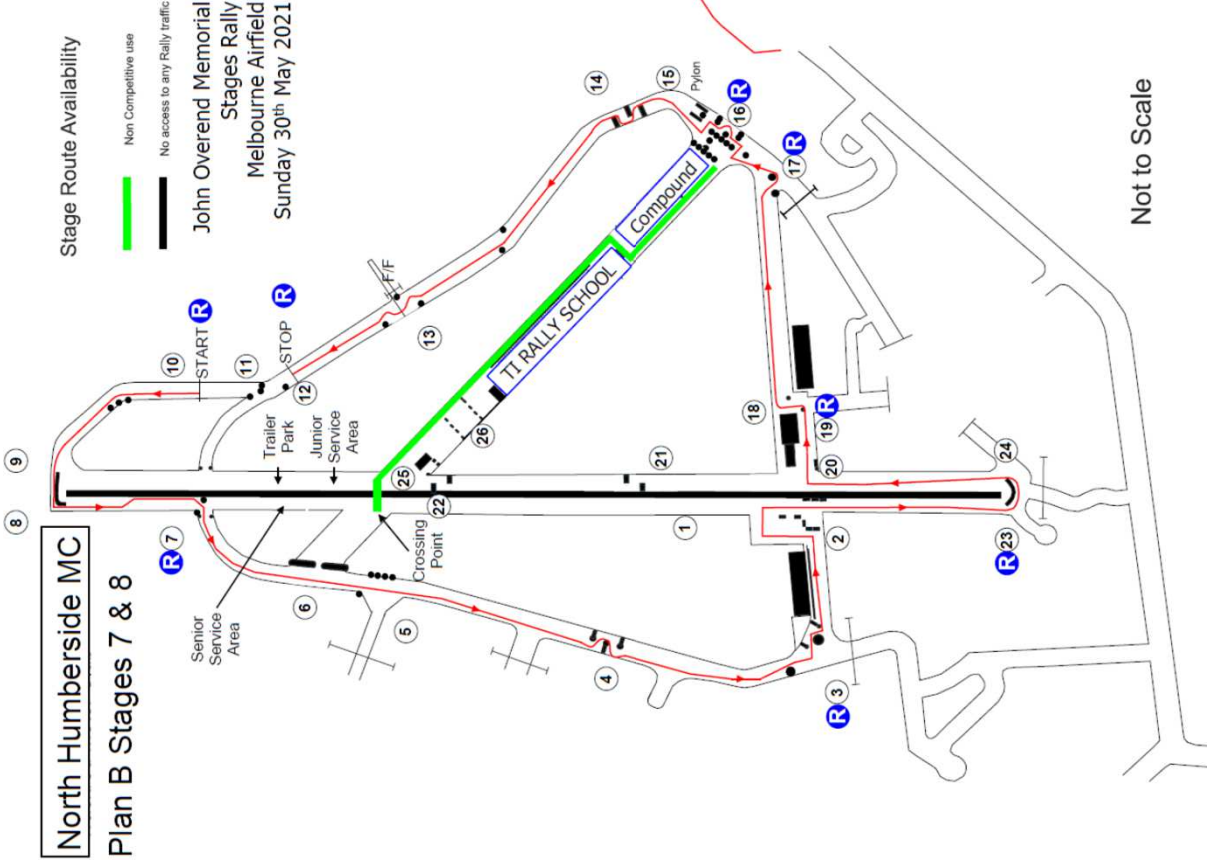 North Humberside MC
Plan B Stages 7 & 8
Stage Route Availability
Non Competitive use
No access to any Rally traffic
John Overend Memorial
Stages Rally
Melbourne Airfield
Sunday 30th May 2021
8
9
10
START R
11
STOP R
12
R 7
Trailer
Park
Junior
Service
Area
Senior
Service
Area
6
5
Crossing
Point
4
R 3
13
F/F
14
15
Pylon
16
R
17 R
Compound
TI RALLY SCHOOL
25
26
22
21
1
2
18
19
R
20
24
R 23
Not to Scale